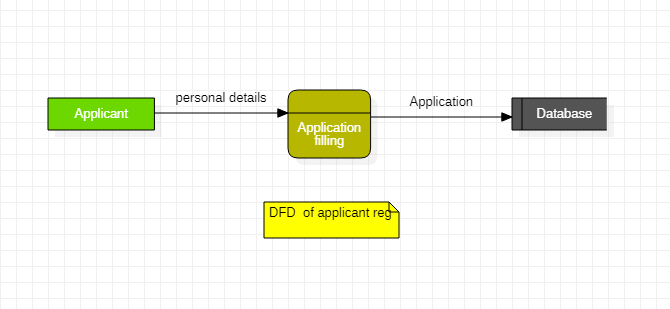 personal details
Application
Applicant
Application
filling
Database
DFD  of applicant reg